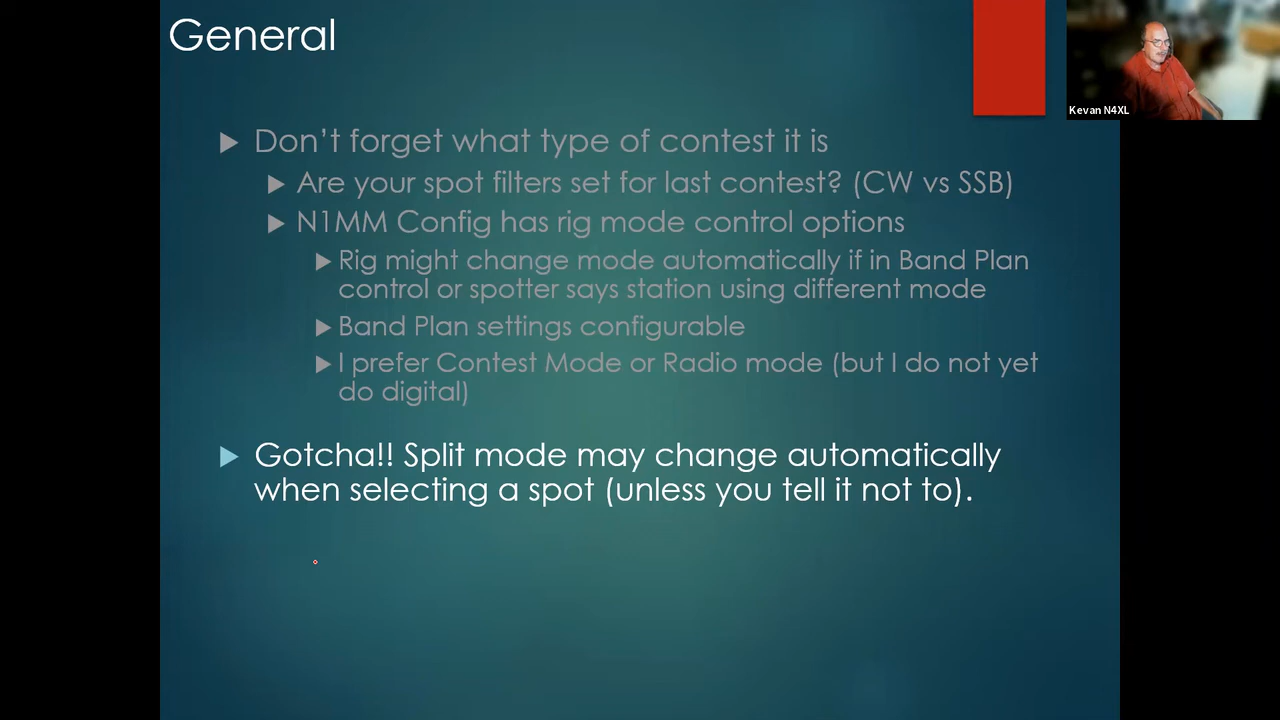 General
Kevan N4XL
▶ Don’t forget what type of contest it is
▶ Are your spot filters set for last contest? (CW vs SSB)
▶ N1MM Config has rig mode control options
▶ Rig might change mode automatically if in Band Plan
control or spotter says station using different mode
▶ Band Plan settings configurable
▶ I prefer Contest Mode or Radio mode (but I do not yet
do digital)
▶ Gotcha!! Split mode may change automatically
when selecting a spot (unless you tell it not to).